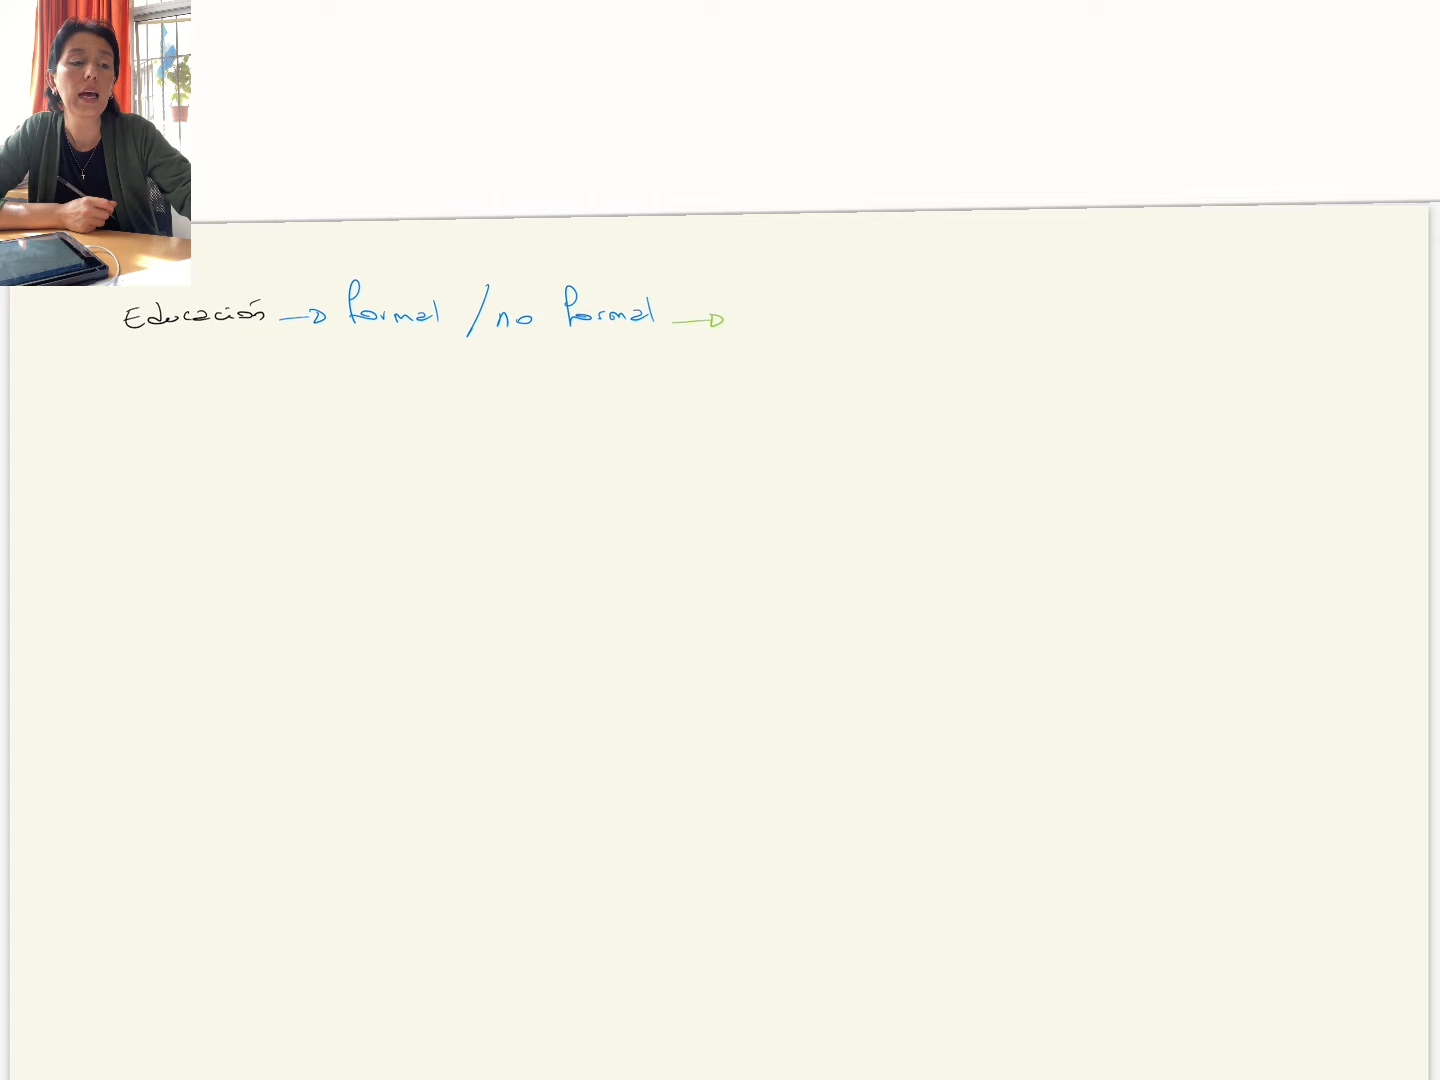 Educación → formal / no formal →